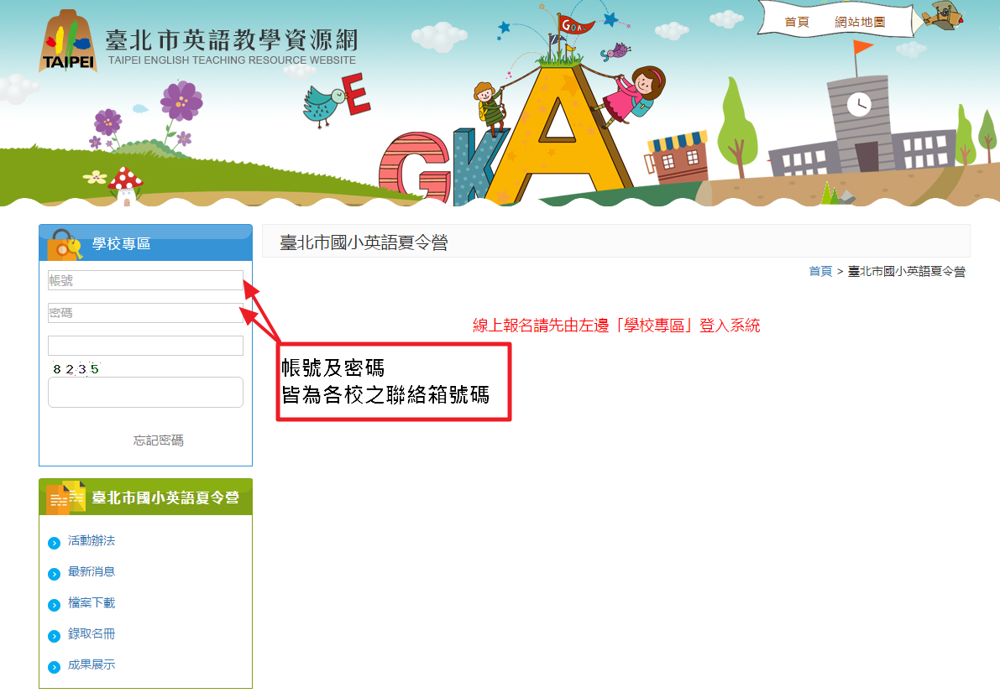 首頁 網站地圖
臺北市英語教學資源網
TAIPEI
TAIPEI ENGLISH TEACHING RESOURCE WEBSITE
GOAL
E
GKA
學校專區
臺北市國小英語夏令營
首頁 > 臺北市國小英語夏令營
帳號
密碼
線上報名請先由左邊「學校專區」登入系統
8235
帳號及密碼
皆為各校之聯絡箱號碼
忘記密碼
臺北市國小英語夏令營
活動辦法
最新消息
檔案下載
錄取名冊
成果展示